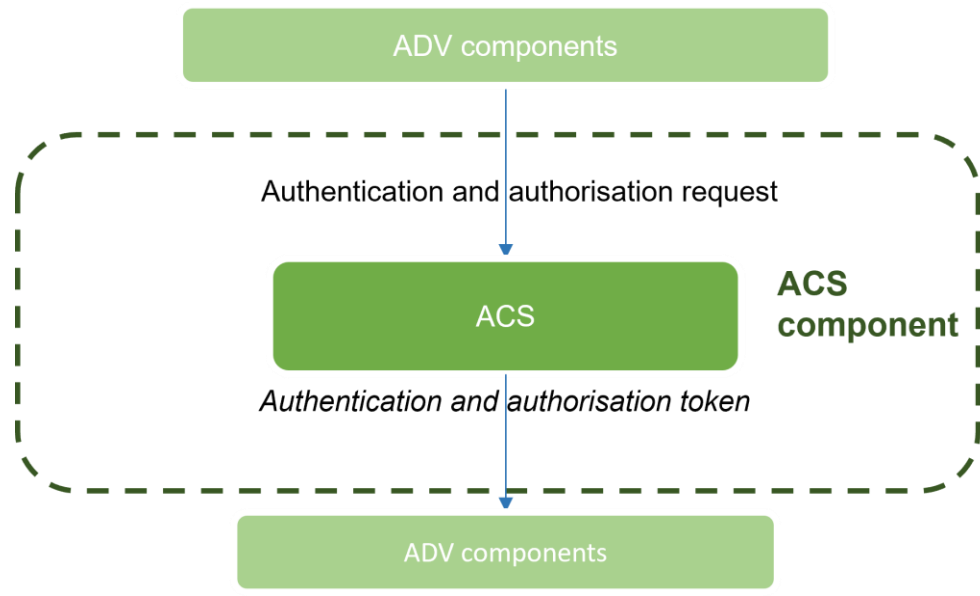 ADV components
Authentication and authorisation request
ACS
ACS
component
Authentication and authorisation token
ADV components